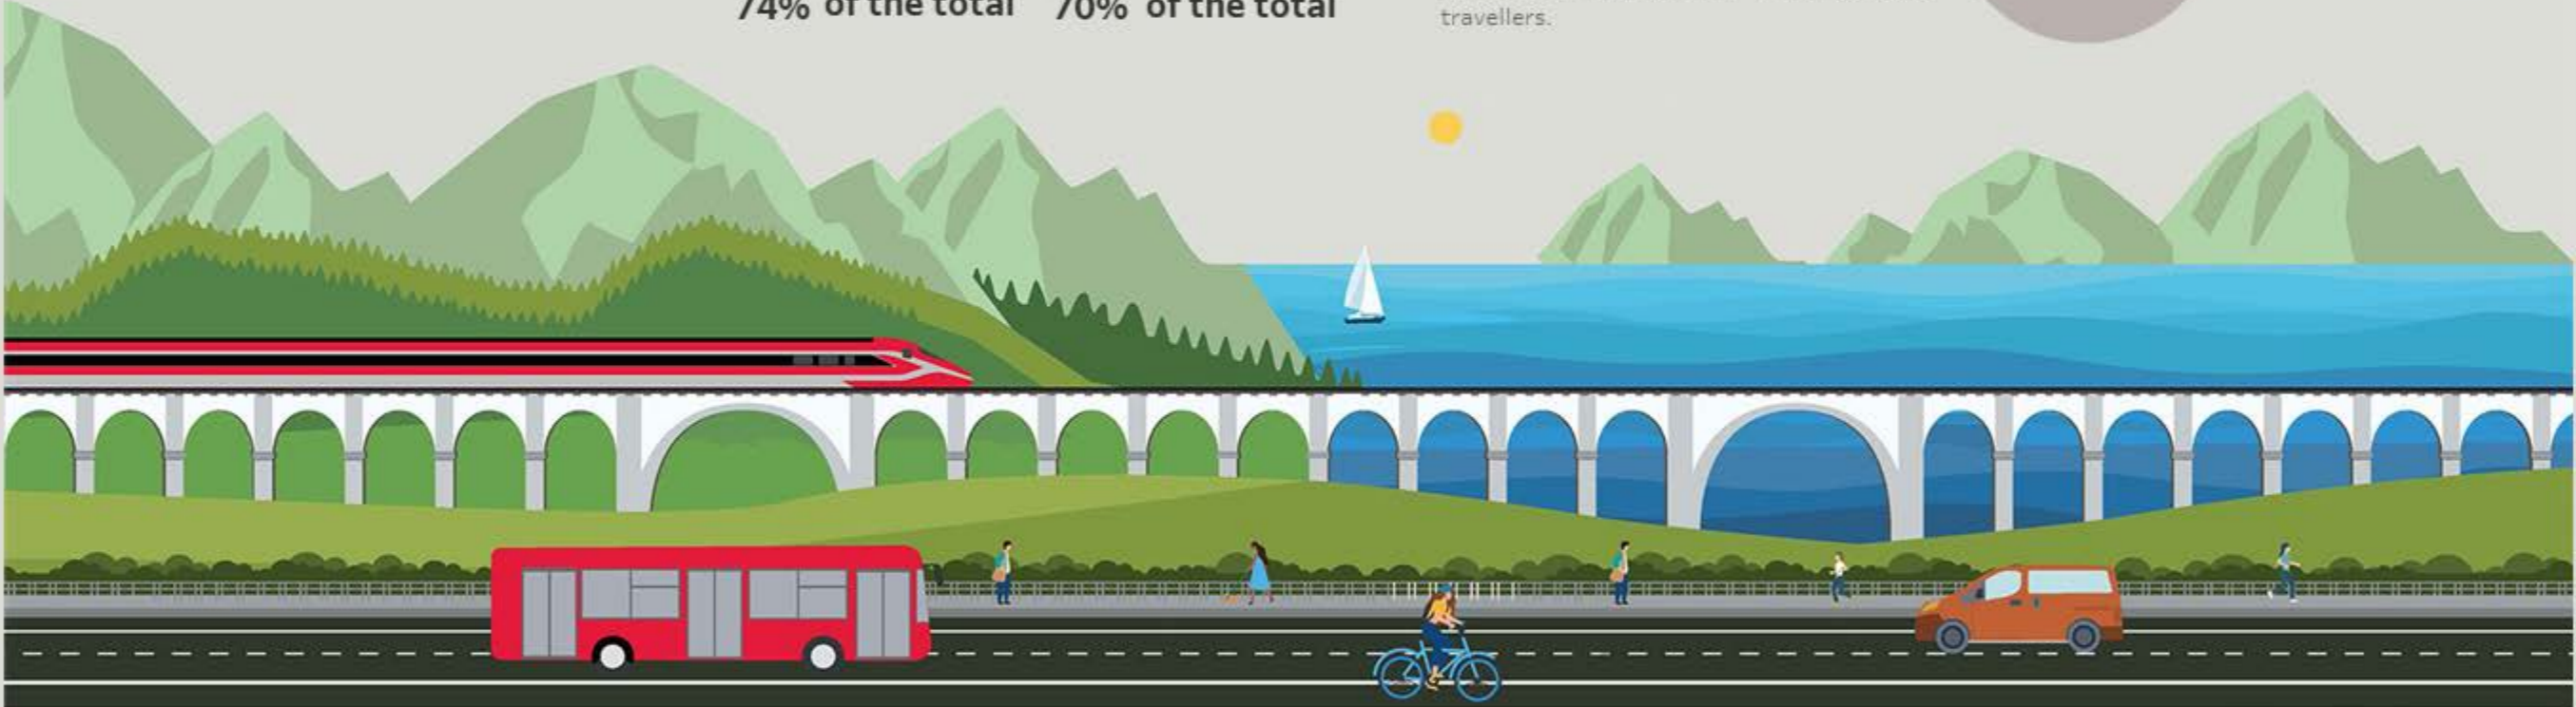 74% of the total 70% of the total
travellers.